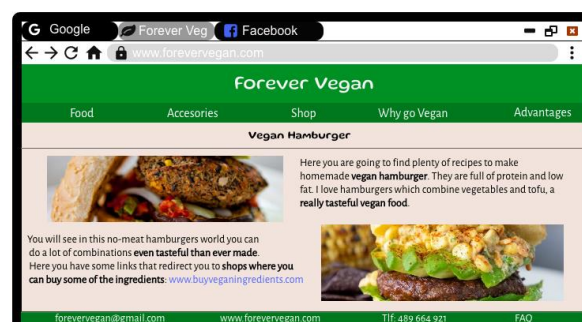 G Google
Forever Veg
Facebook
www.forevervegan.com
Forever Vegan
Food Accesories Shop Why go Vegan Advantages
Vegan Hamburger
Here you are going to find plenty of recipes to make
homemade vegan hamburger. They are full of protein and low
fat. I love hamburgers which combine vegetables and tofu, a
really tasteful vegan food.
You will see in this no-meat hamburgers world you can
do a lot of combinations even tasteful than ever made.
Here you have some links that redirect you to shops where you
can buy some of the ingredients: www.buyveganingredients.com
forevervegan@gmail.com www.forevervegan.com Tlf: 489 664 921 FAQ